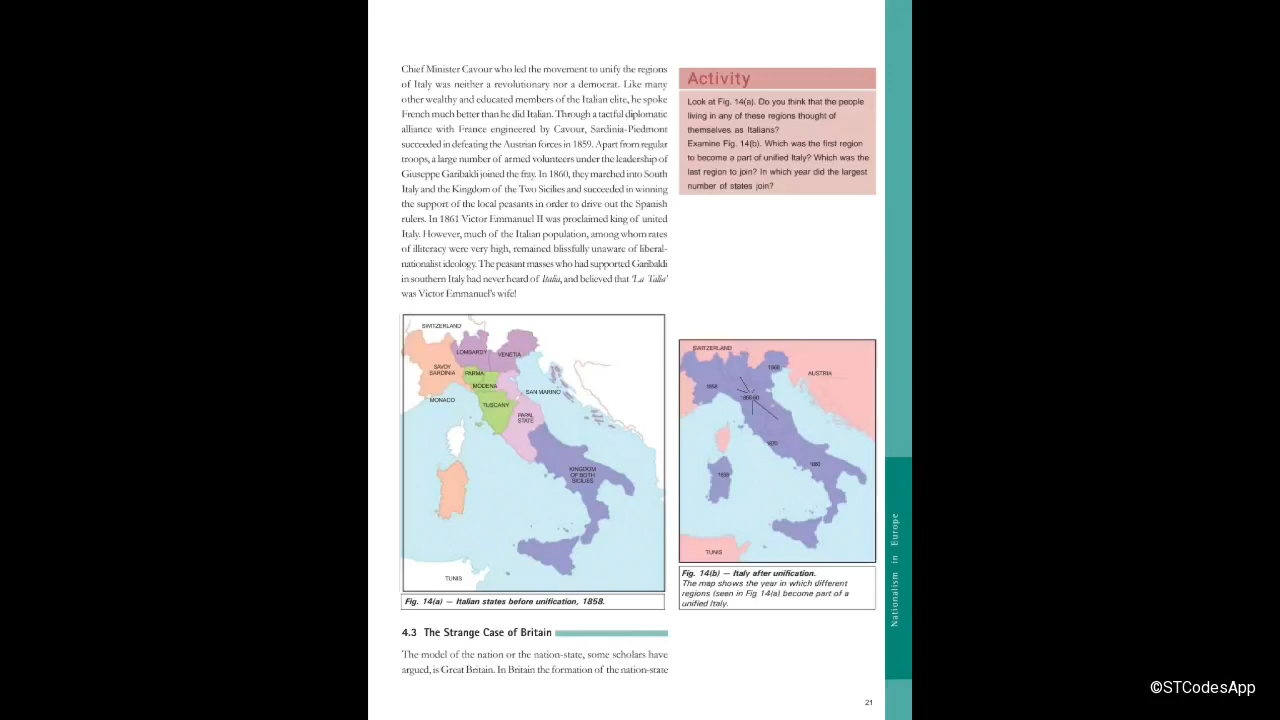 Chief Minister Cavour who led the movement to unify the regions
of Italy was neither a revolutionary nor a democrat. Like many
other wealthy and educated members of the Italian elite, he spoke
French much better than he did Italian. Through a tactful diplomatic
alliance with France engineered by Cavour, Sardinia-Piedmont
succeeded in defeating the Austrian forces in 1859. Apart from regular
troops, a large number of armed volunteers under the leadership of
Giuseppe Garibaldi joined the fray. In 1860, they marched into South
Italy and the Kingdom of the Two Sicilies and succeeded in winning
the support of the local peasants in order to drive out the Spanish
rulers. In 1861 Victor Emmanuel II was proclaimed king of united
Italy. However, much of the Italian population, among whom rates
of illiteracy were very high, remained blissfully unaware of liberal-
nationalist ideology. The peasant masses who had supported Garibaldi
in southern Italy had never heard of Italia, and believed that 'La Talia'
was Victor Emmanuel's wife!
Activity
Look at Fig. 14(a). Do you think that the people
living in any of these regions thought of
themselves as Italians?
Examine Fig. 14(b). Which was the first region
to become a part of unified Italy? Which was the
last region to join? In which year did the largest
number of states join?
SWITZERLAND
LOMBARDY
VENETIA
SAVOY
SARDINIA
PARMA
MODENA
SAN MARINO
MONACO
TUSCANY
PAPAL
STATE
KINGDOM
OF BOTH
SICILIES
TUNIS
Fig. 14(a) — Italian states before unification, 1858.
SWITZERLAND
1866
AUSTRIA
1858
1870
1860
TUNIS
Fig. 14(b) — Italy after unification.
The map shows the year in which different
regions (seen in Fig 14(a) become part of a
unified Italy.
4.3 The Strange Case of Britain
The model of the nation or the nation-state, some scholars have
argued, is Great Britain. In Britain the formation of the nation-state
Nationalism in Europe
21
©STCodesApp